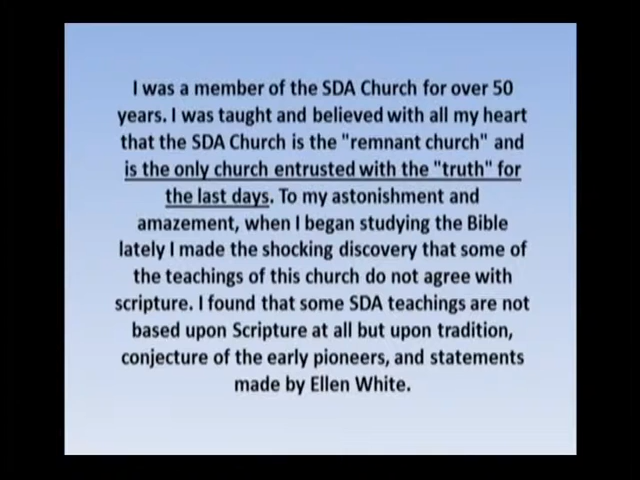 I was a member of the SDA Church for over 50
years. I was taught and believed with all my heart
that the SDA Church is the "remnant church" and
is the only church entrusted with the "truth" for
the last days. To my astonishment and
amazement, when I began studying the Bible
lately I made the shocking discovery that some of
the teachings of this church do not agree with
scripture. I found that some SDA teachings are not
based upon Scripture at all but upon tradition,
conjecture of the early pioneers, and statements
made by Ellen White.